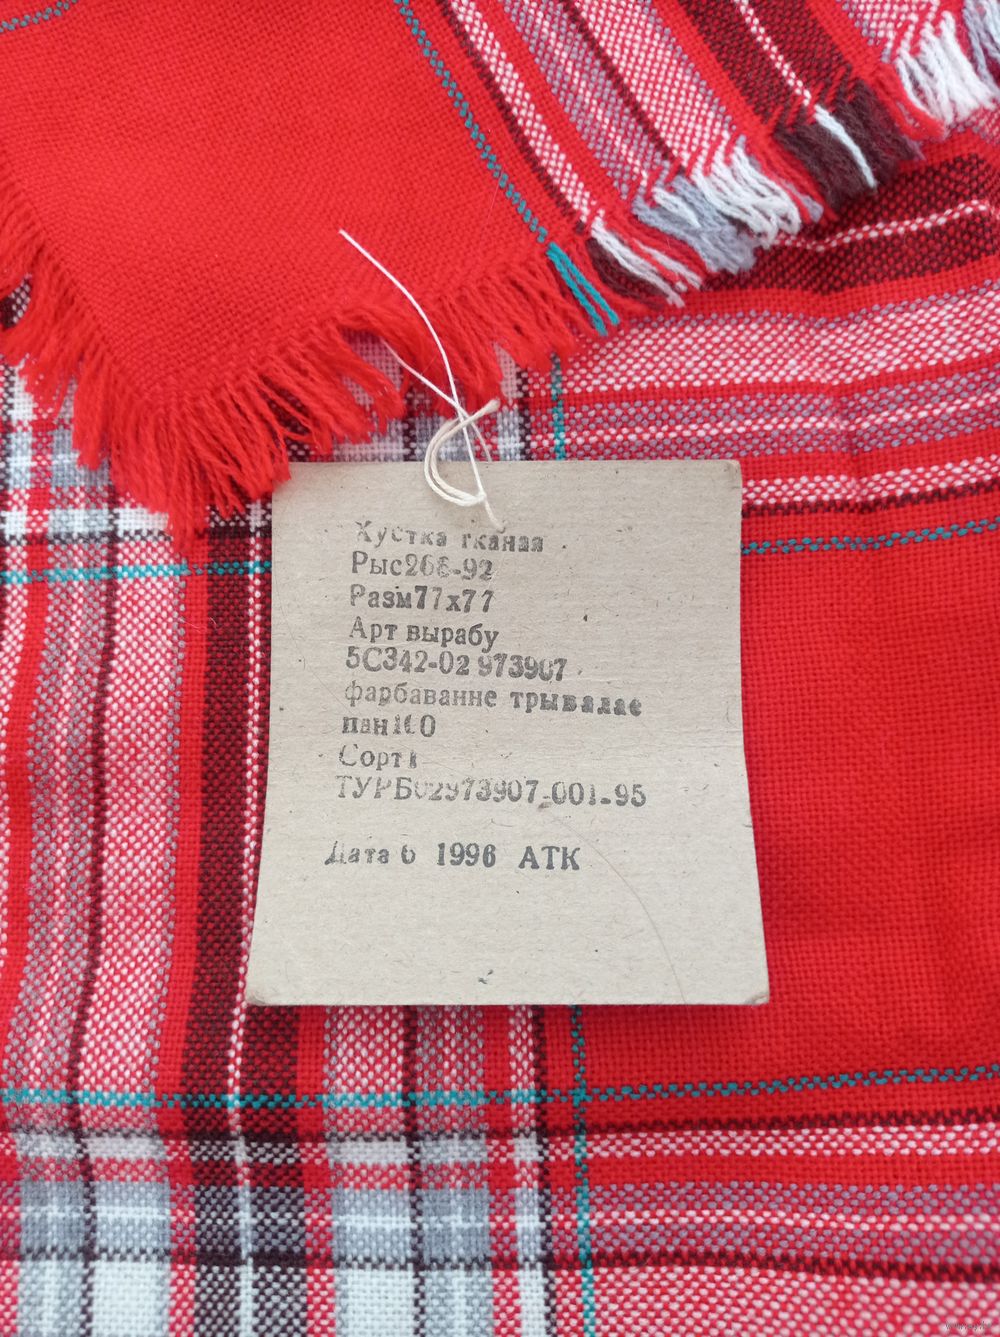 Хустка тканая
Рыс268-92
Разм77х77
Арт вырабу
5С342-02 973907
фарбаванне трывалае
пан100
Сорт1
ТУРБ02973907-001-95
Дата 6 1996 АТК